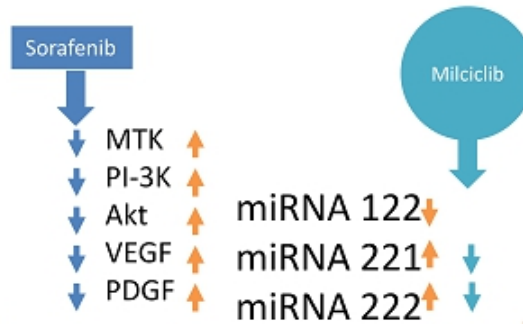 Sorafenib
Milciclib
MTK
PI-3K
Akt
VEGF
PDGF
miRNA 122
miRNA 221
miRNA 222